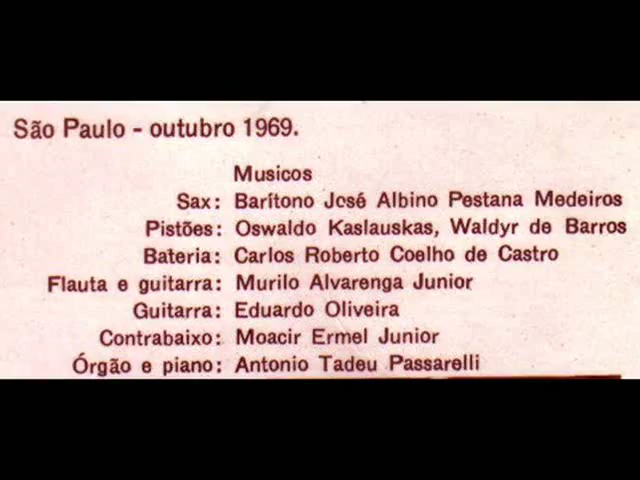 São Paulo - outubro 1969.
Musicos
Sax: Barítono José Albino Pestana Medeiros
Pistões: Oswaldo Kaslauskas, Waldyr de Barros
Bateria: Carlos Roberto Coelho de Castro
Flauta e guitarra: Murilo Alvarenga Junior
Guitarra: Eduardo Oliveira
Contrabaixo: Moacir Ermel Junior
Órgão e piano: Antonio Tadeu Passarelli